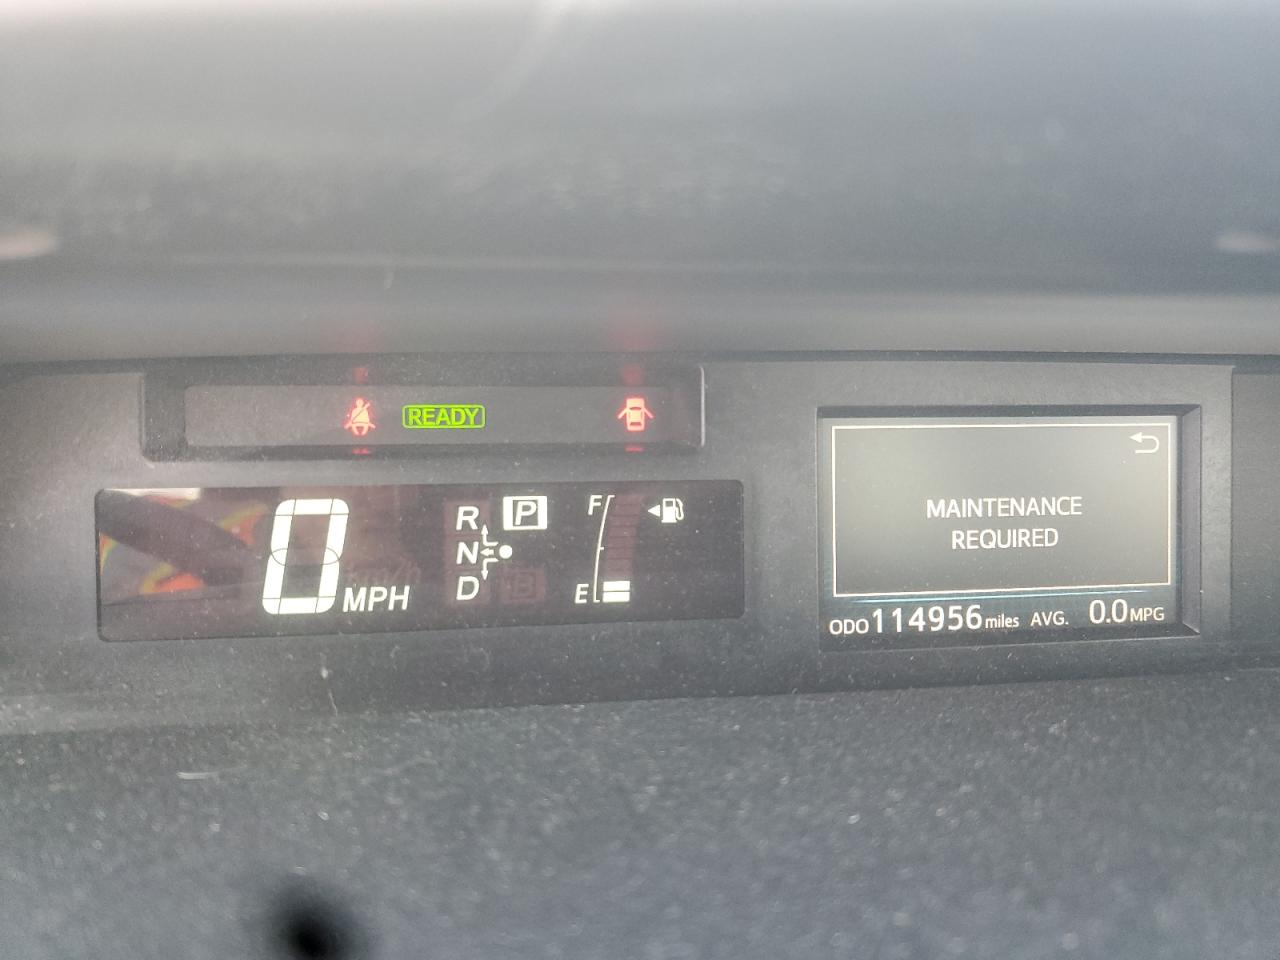 READY
0 MPH
R P
N
D B
F
E
MAINTENANCE
REQUIRED
ODO 114956 miles AVG. 0.0 MPG